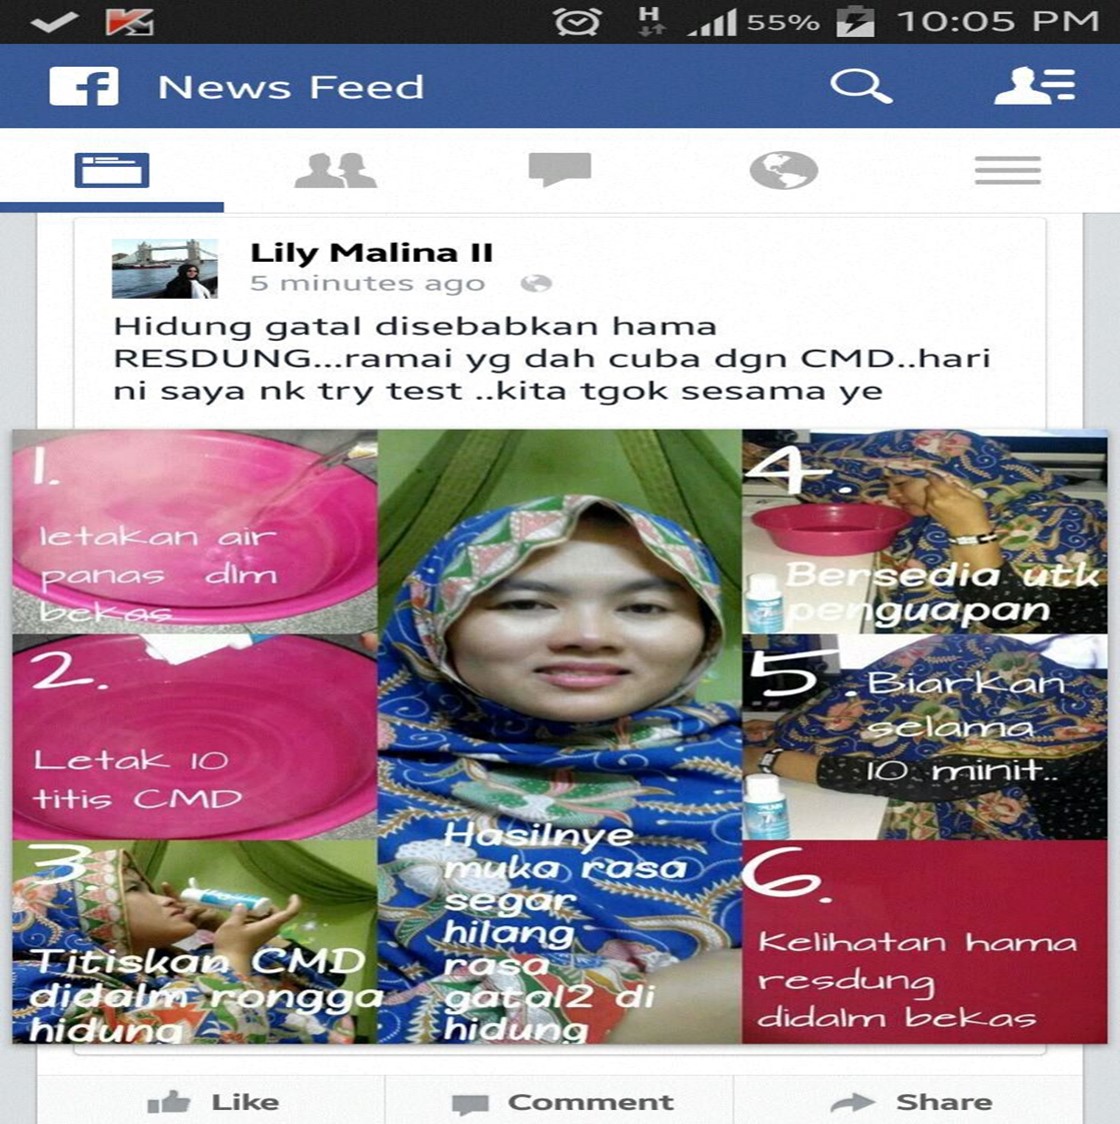 55% 10:05 PM
News Feed
Lily Malina II
5 minutes ago
Hidung gatal disebabkan hama
RESDUNG...ramai yg dah cuba dgn CMD..hari
ni saya nk try test ..kita tgok sesama ye
1.
letakan air
panas dlm
bekas
2.
Letak 10
titis CMD
3
Titiskan CMD
didalm rongga
hidung
Hasilnye
muka rasa
segar
hilang
rasa
gatal2 di
hidung
4.
Bersedia utk
penguapan
5.Biarkan
selama
10 minit..
6.
Kelihatan hama
resdung
didalm bekas
Like Comment Share